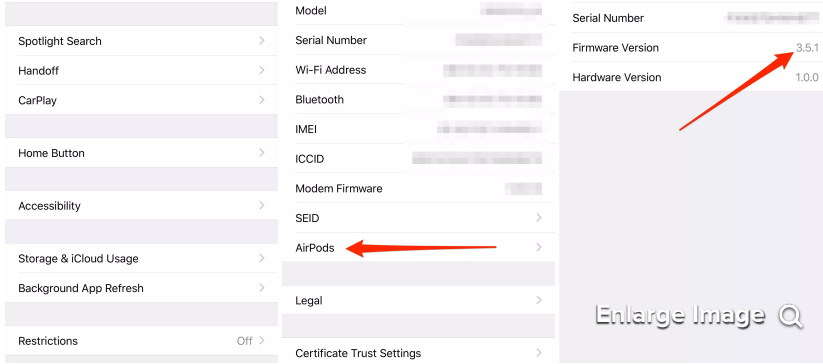 Spotlight Search
Handoff
CarPlay
Home Button
Accessibility
Storage & iCloud Usage
Background App Refresh
Restrictions Off
Model
Serial Number
Wi-Fi Address
Bluetooth
IMEI
ICCID
Modem Firmware
SEID
AirPods
Legal
Certificate Trust Settings
Serial Number
Firmware Version 3.5.1
Hardware Version 1.0.0
Enlarge Image